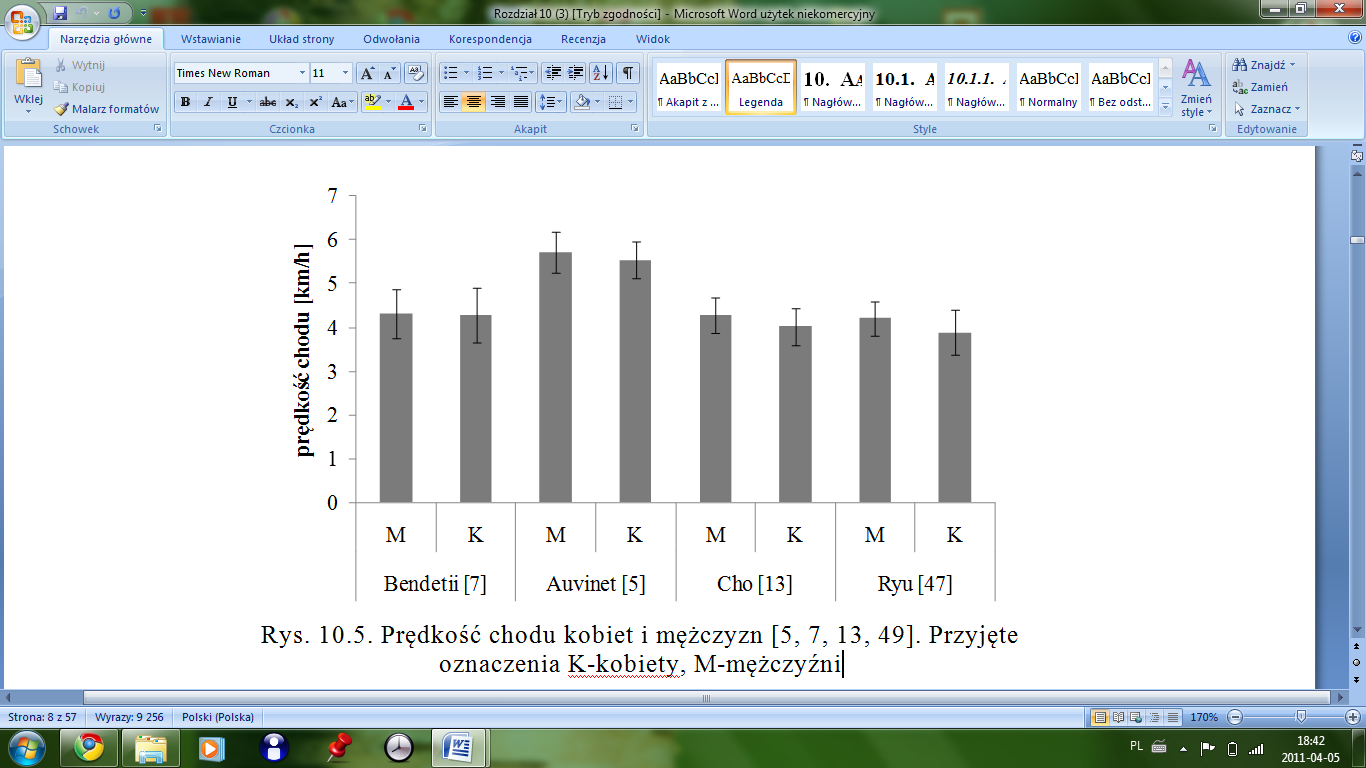 Rozdział 10 (3) [Tryb zgodności] - Microsoft Word użytek niekomercyjny
Narzędzia główne Wstawianie Układ strony Odwołania Korespondencja Recenzja Widok
Wklej
Wytnij
Kopiuj
Malarz formatów
Schowek
Times New Roman 11
B I U abc x₂ x² Aa
Czcionka
Akapit
AaBbCcI AaBbCcD 10. AA 10.1. A 10.1.1. A AaBbCcI AaBbCcI
¶ Akapit z ... ¶ Legenda ¶ Nagłów... ¶ Nagłów... ¶ Nagłów... ¶ Normalny ¶ Bez odst...
Zmień style
Style
Znajdź
Zamień
Zaznacz
Edytowanie
prędkość chodu [km/h]
7
6
5
4
3
2
1
0
M K M K M K M K
Bendetii [7] Auvinet [5] Cho [13] Ryu [47]
Rys. 10.5. Prędkość chodu kobiet i mężczyzn [5, 7, 13, 49]. Przyjęte
oznaczenia K-kobiety, M-mężczyźni
Strona: 8 z 57 Wyrazy: 9 256 Polski (Polska) 170%
PL 18:42
2011-04-05